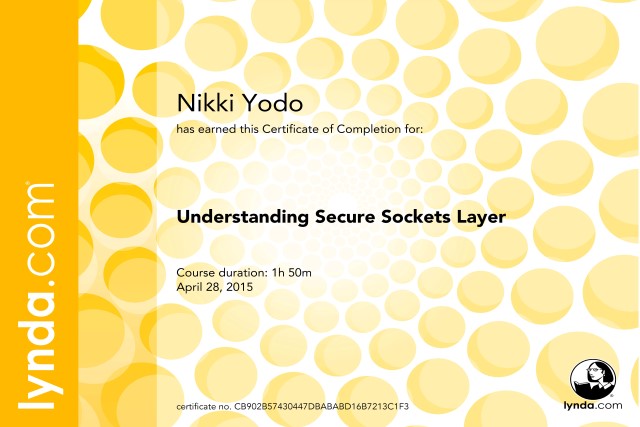 lynda.com
Nikki Yodo
has earned this Certificate of Completion for:
Understanding Secure Sockets Layer
Course duration: 1h 50m
April 28, 2015
certificate no. CB902B57430447DBABABD16B7213C1F3
lynda.com